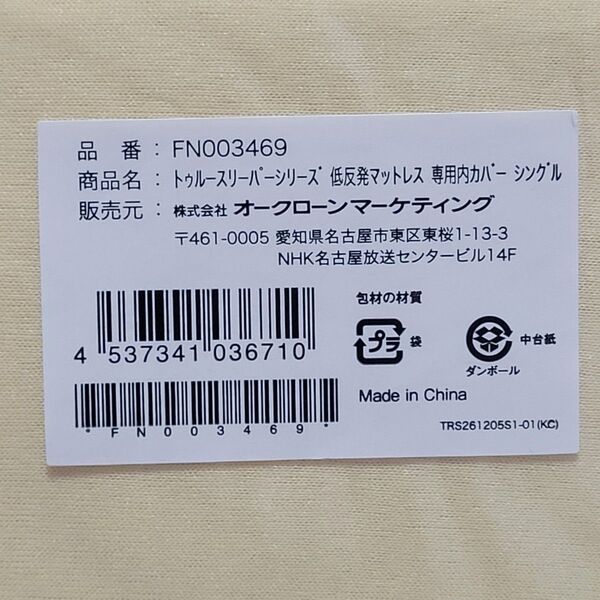 品 番 : FN003469
商品名 : トゥルースリーパーシリーズ 低反発マットレス 専用内カバー シングル
販売元 : 株式会社 オークローンマーケティング
〒461-0005 愛知県名古屋市東区東桜1-13-3
NHK名古屋放送センタービル14F
包材の材質
プラ 袋
中台紙
ダンボール
4 537341 036710
Made in China
*FN003469*
TRS261205S1-01(KC)